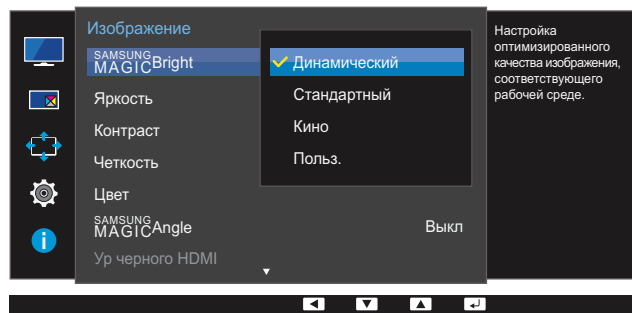 Изображение
SAMSUNG
MAGICBright
Яркость
Контраст
Четкость
Цвет
SAMSUNG
MAGICAngle
Выкл
Ур черного HDMI
Динамический
Стандартный
Кино
Польз.
Настройка
оптимизированного
качества изображения,
соответствующего
рабочей среде.